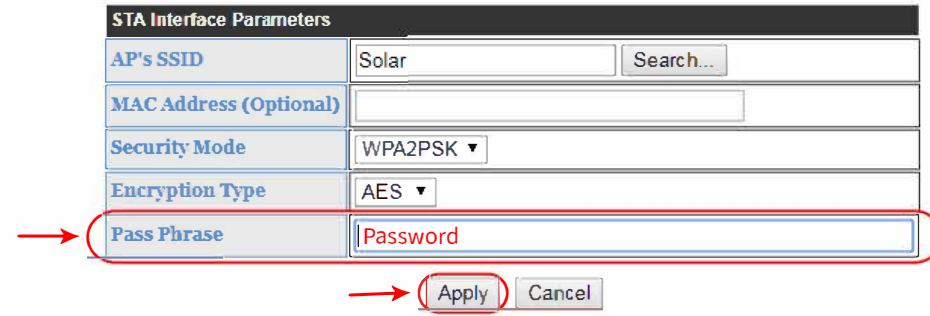 STA Interface Parameters
AP's SSID Solar Search...
MAC Address (Optional)
Security Mode WPA2PSK
Encryption Type AES
Pass Phrase Password
Apply Cancel